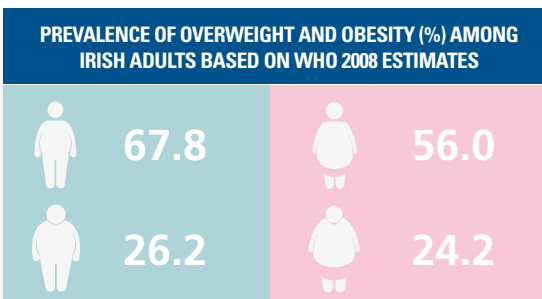 PREVALENCE OF OVERWEIGHT AND OBESITY (%) AMONG
IRISH ADULTS BASED ON WHO 2008 ESTIMATES
67.8 56.0
26.2 24.2